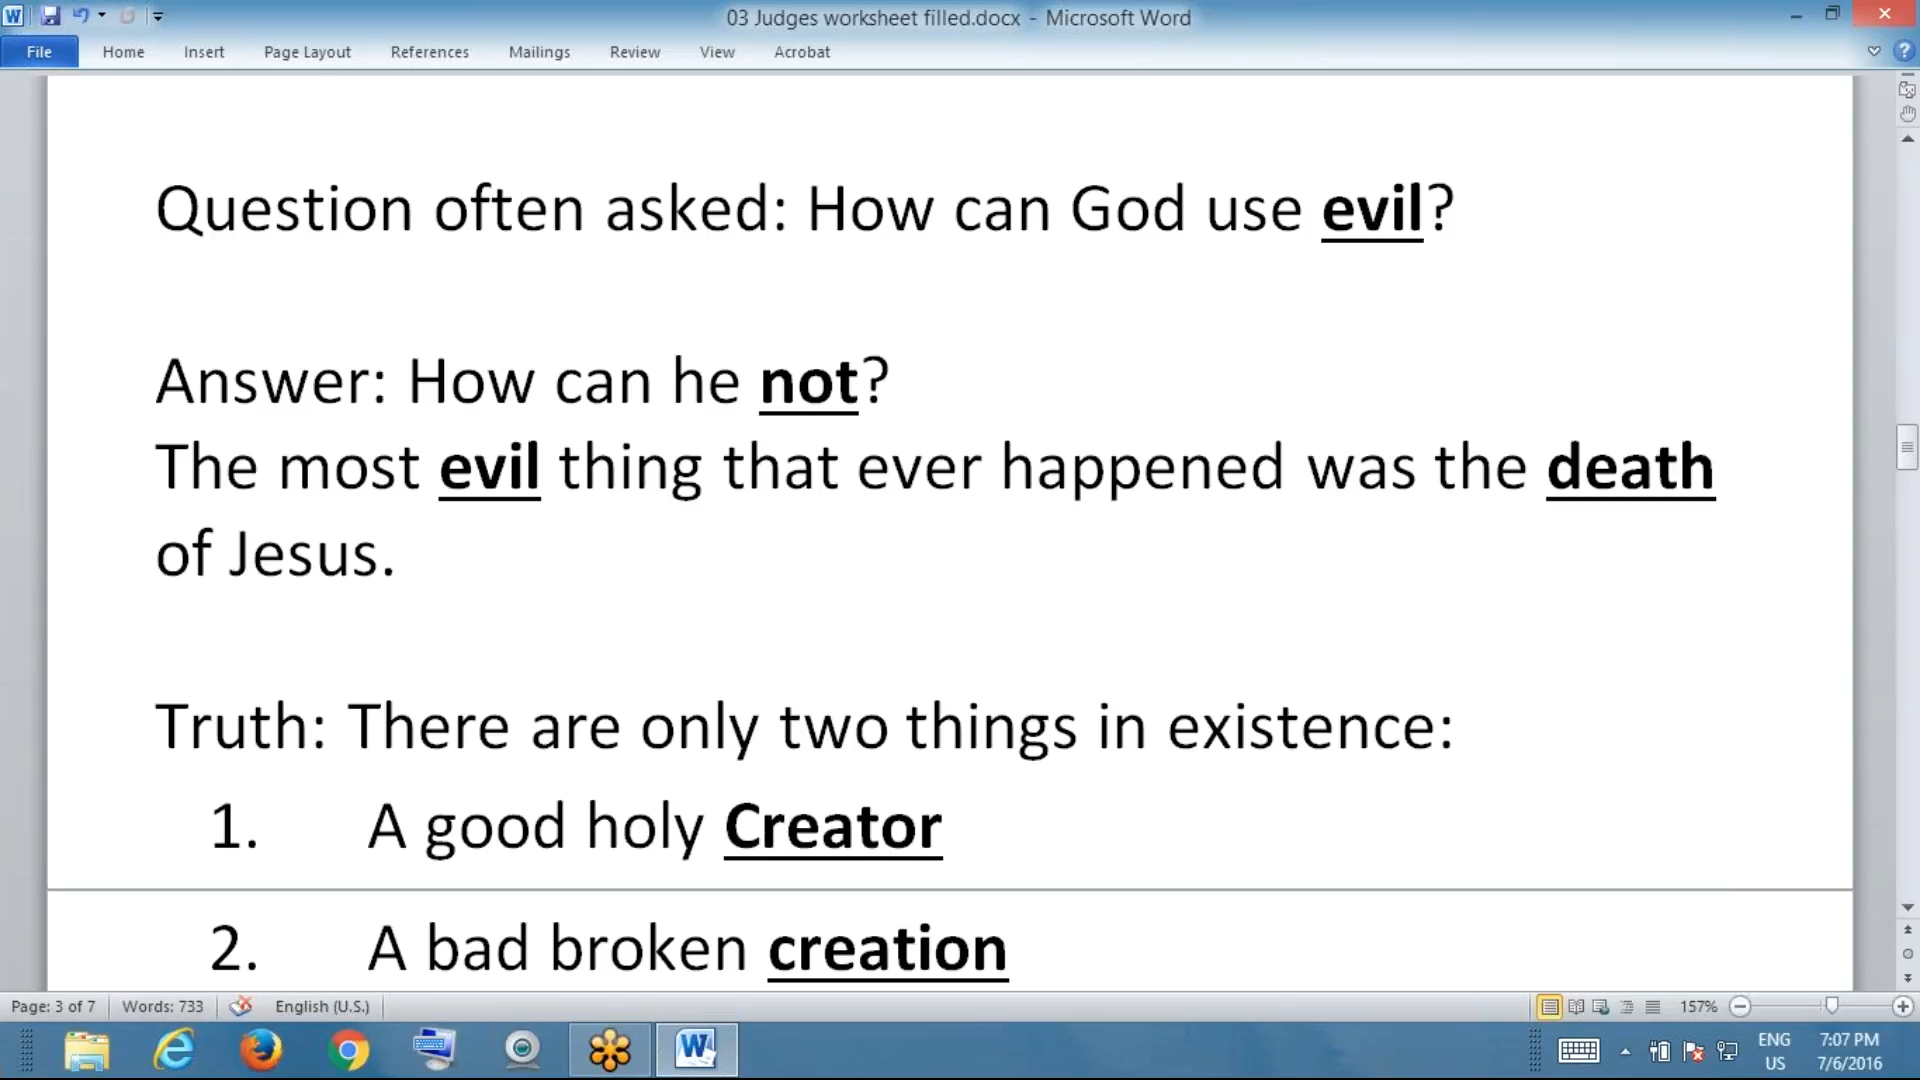 03 Judges worksheet filled.docx - Microsoft Word
File Home Insert Page Layout References Mailings Review View Acrobat
Question often asked: How can God use evil?
Answer: How can he not?
The most evil thing that ever happened was the death
of Jesus.
Truth: There are only two things in existence:
1. A good holy Creator
2. A bad broken creation
Page: 3 of 7 Words: 733 English (U.S.) 157%
ENG 7:07 PM
US 7/6/2016